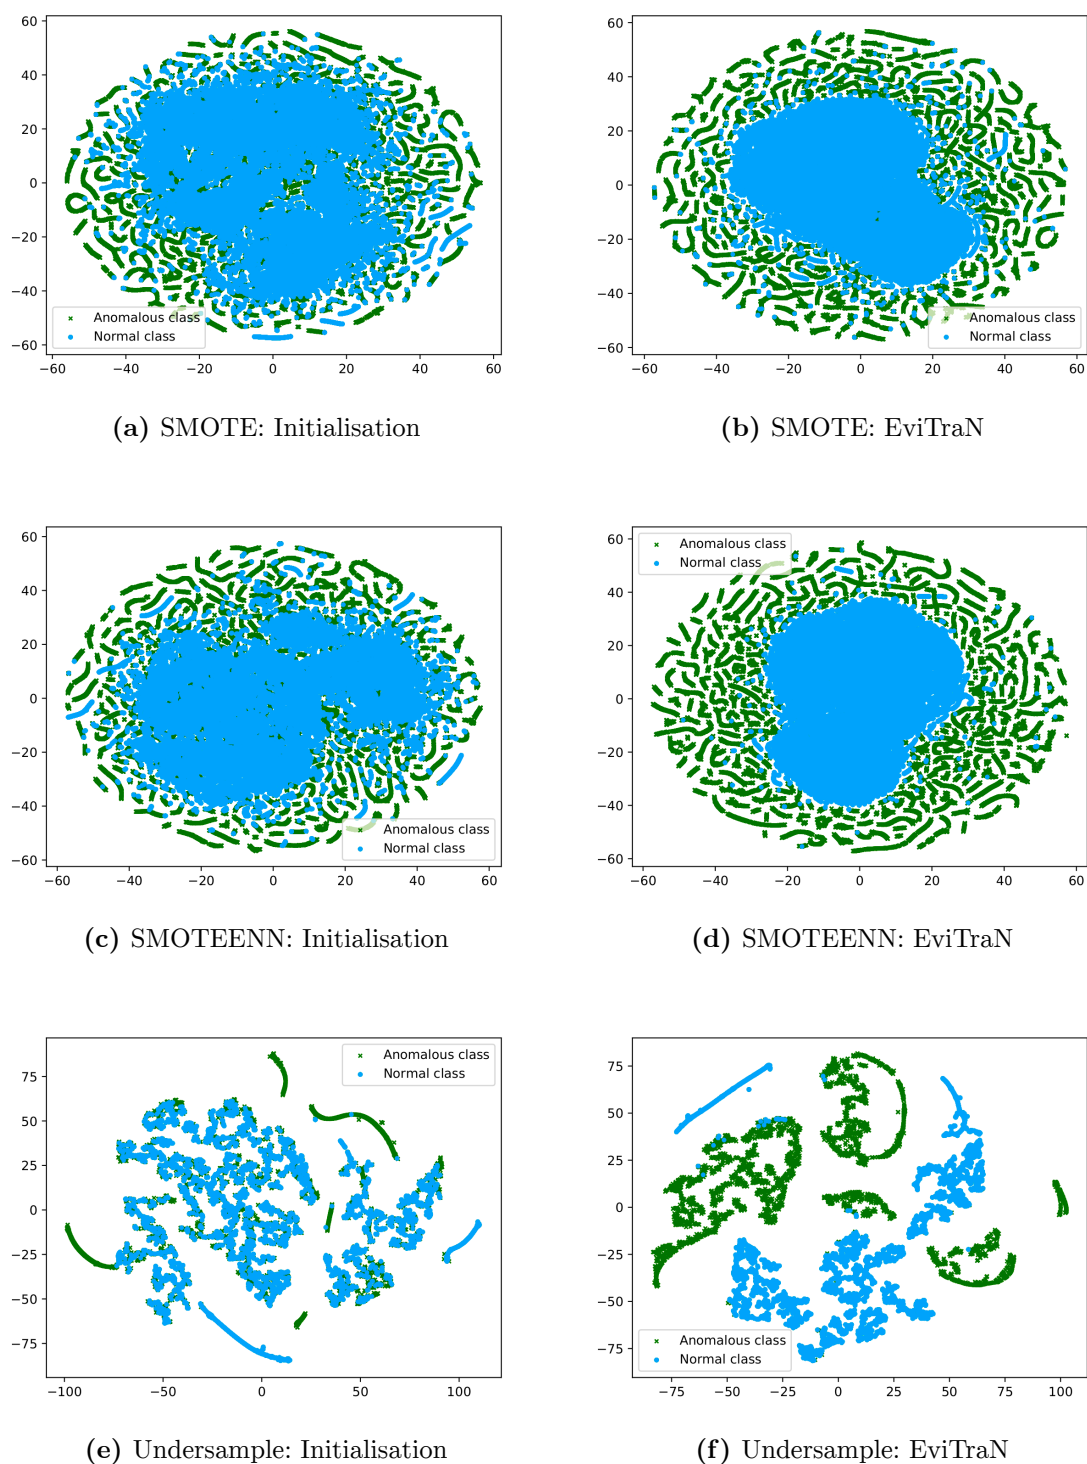 60
40
20
0
−20
−40
−60
−60 −40 −20 0 20 40 60
Anomalous class
Normal class
(a) SMOTE: Initialisation
60
40
20
0
−20
−40
−60
−60 −40 −20 0 20 40 60
Anomalous class
Normal class
(b) SMOTE: EviTraN
60
40
20
0
−20
−40
−60
−60 −40 −20 0 20 40 60
Anomalous class
Normal class
(c) SMOTEENN: Initialisation
60
40
20
0
−20
−40
−60
−60 −40 −20 0 20 40 60
Anomalous class
Normal class
(d) SMOTEENN: EviTraN
75
50
25
0
−25
−50
−75
−100 −50 0 50 100
Anomalous class
Normal class
(e) Undersample: Initialisation
75
50
25
0
−25
−50
−75
−75 −50 −25 0 25 50 75 100
Anomalous class
Normal class
(f) Undersample: EviTraN